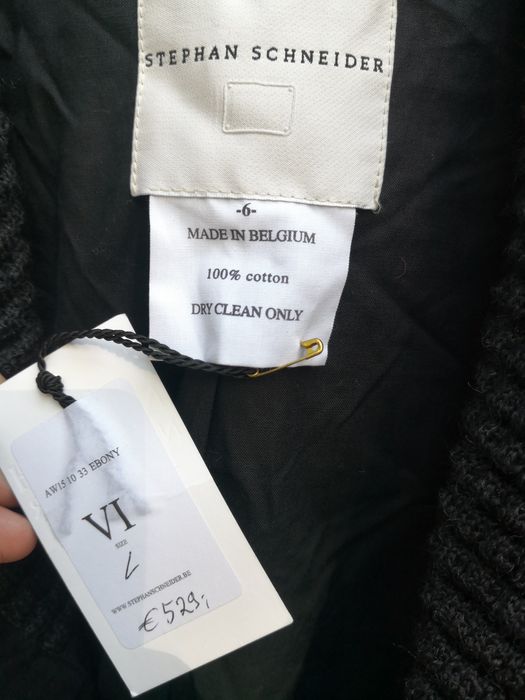 STEPHAN SCHNEIDER
-6-
MADE IN BELGIUM
100% cotton
DRY CLEAN ONLY
AW15 10 33 EBONY
VI
SIZE
L
WWW.STEPHANSCHNEIDER.BE
€529,-